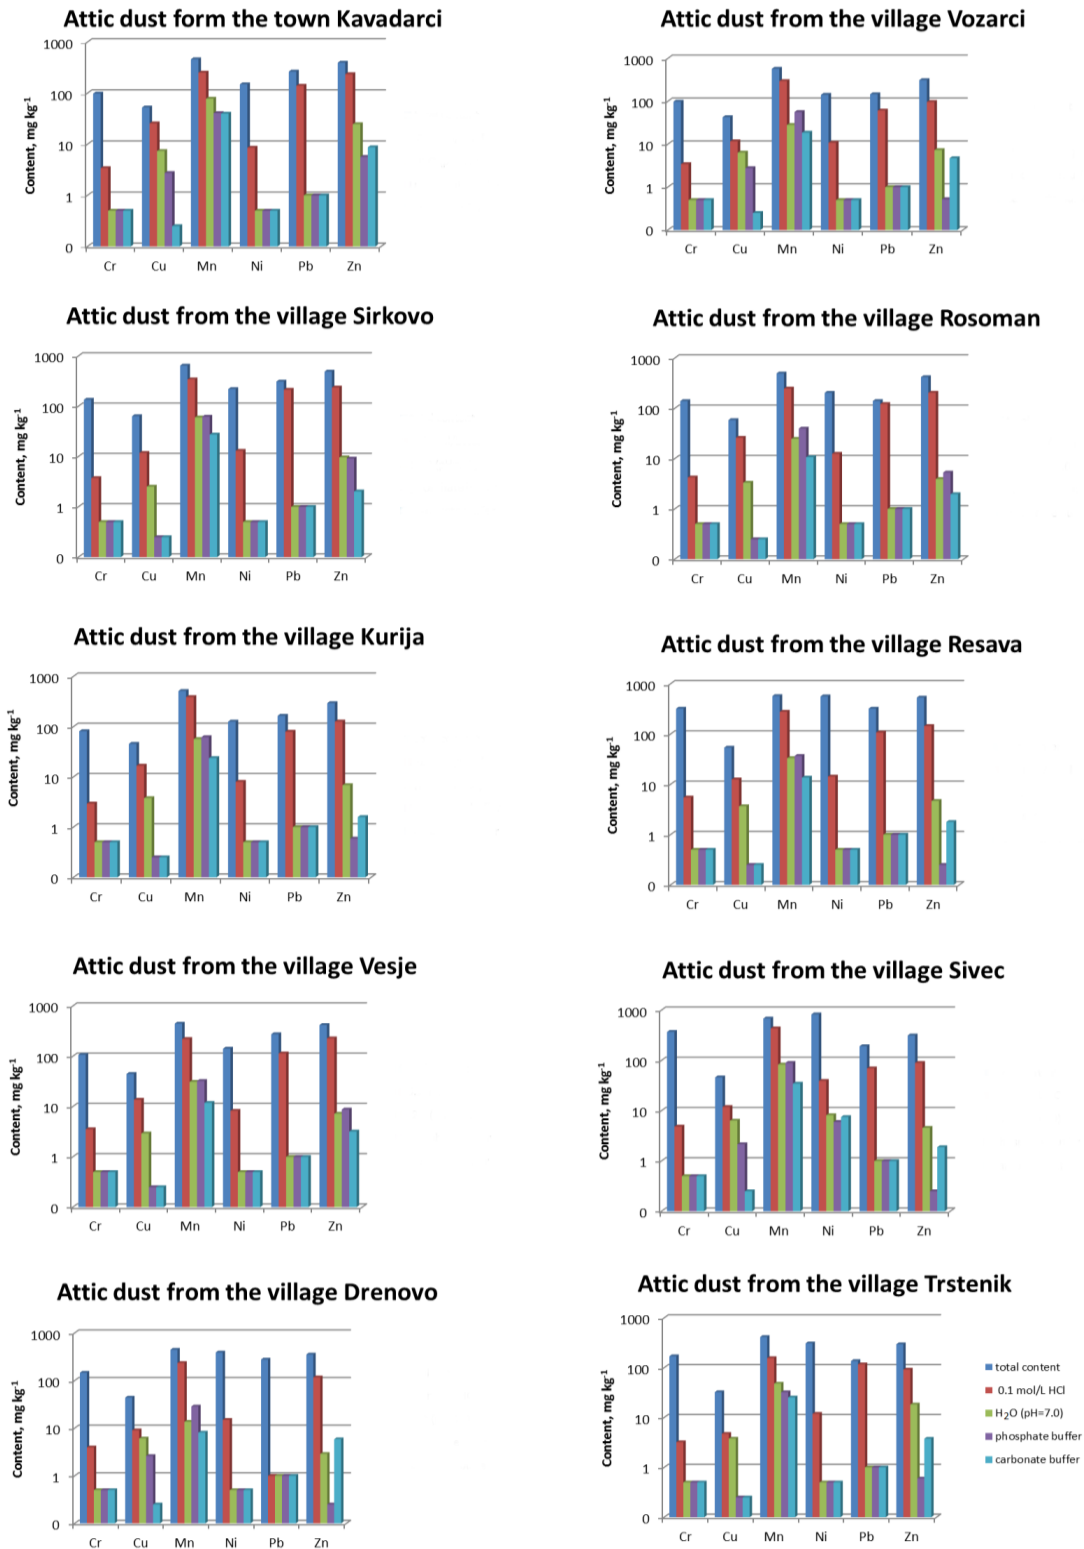 Attic dust form the town Kavadarci
Content, mg kg-1
1000
100
10
1
0
Cr Cu Mn Ni Pb Zn
Attic dust from the village Vozarci
Content, mg kg-1
1000
100
10
1
0
Cr Cu Mn Ni Pb Zn
Attic dust from the village Sirkovo
Content, mg kg-1
1000
100
10
1
0
Cr Cu Mn Ni Pb Zn
Attic dust from the village Rosoman
Content, mg kg-1
1000
100
10
1
0
Cr Cu Mn Ni Pb Zn
Attic dust from the village Kurija
Content, mg kg-1
1000
100
10
1
0
Cr Cu Mn Ni Pb Zn
Attic dust from the village Resava
Content, mg kg-1
1000
100
10
1
0
Cr Cu Mn Ni Pb Zn
Attic dust from the village Vesje
Content, mg kg-1
1000
100
10
1
0
Cr Cu Mn Ni Pb Zn
Attic dust from the village Sivec
Content, mg kg-1
1000
100
10
1
0
Cr Cu Mn Ni Pb Zn
Attic dust from the village Drenovo
Content, mg kg-1
1000
100
10
1
0
Cr Cu Mn Ni Pb Zn
Attic dust from the village Trstenik
Content, mg kg-1
1000
100
10
1
0
Cr Cu Mn Ni Pb Zn
total content
0.1 mol/L HCl
H2O (pH=7.0)
phosphate buffer
carbonate buffer